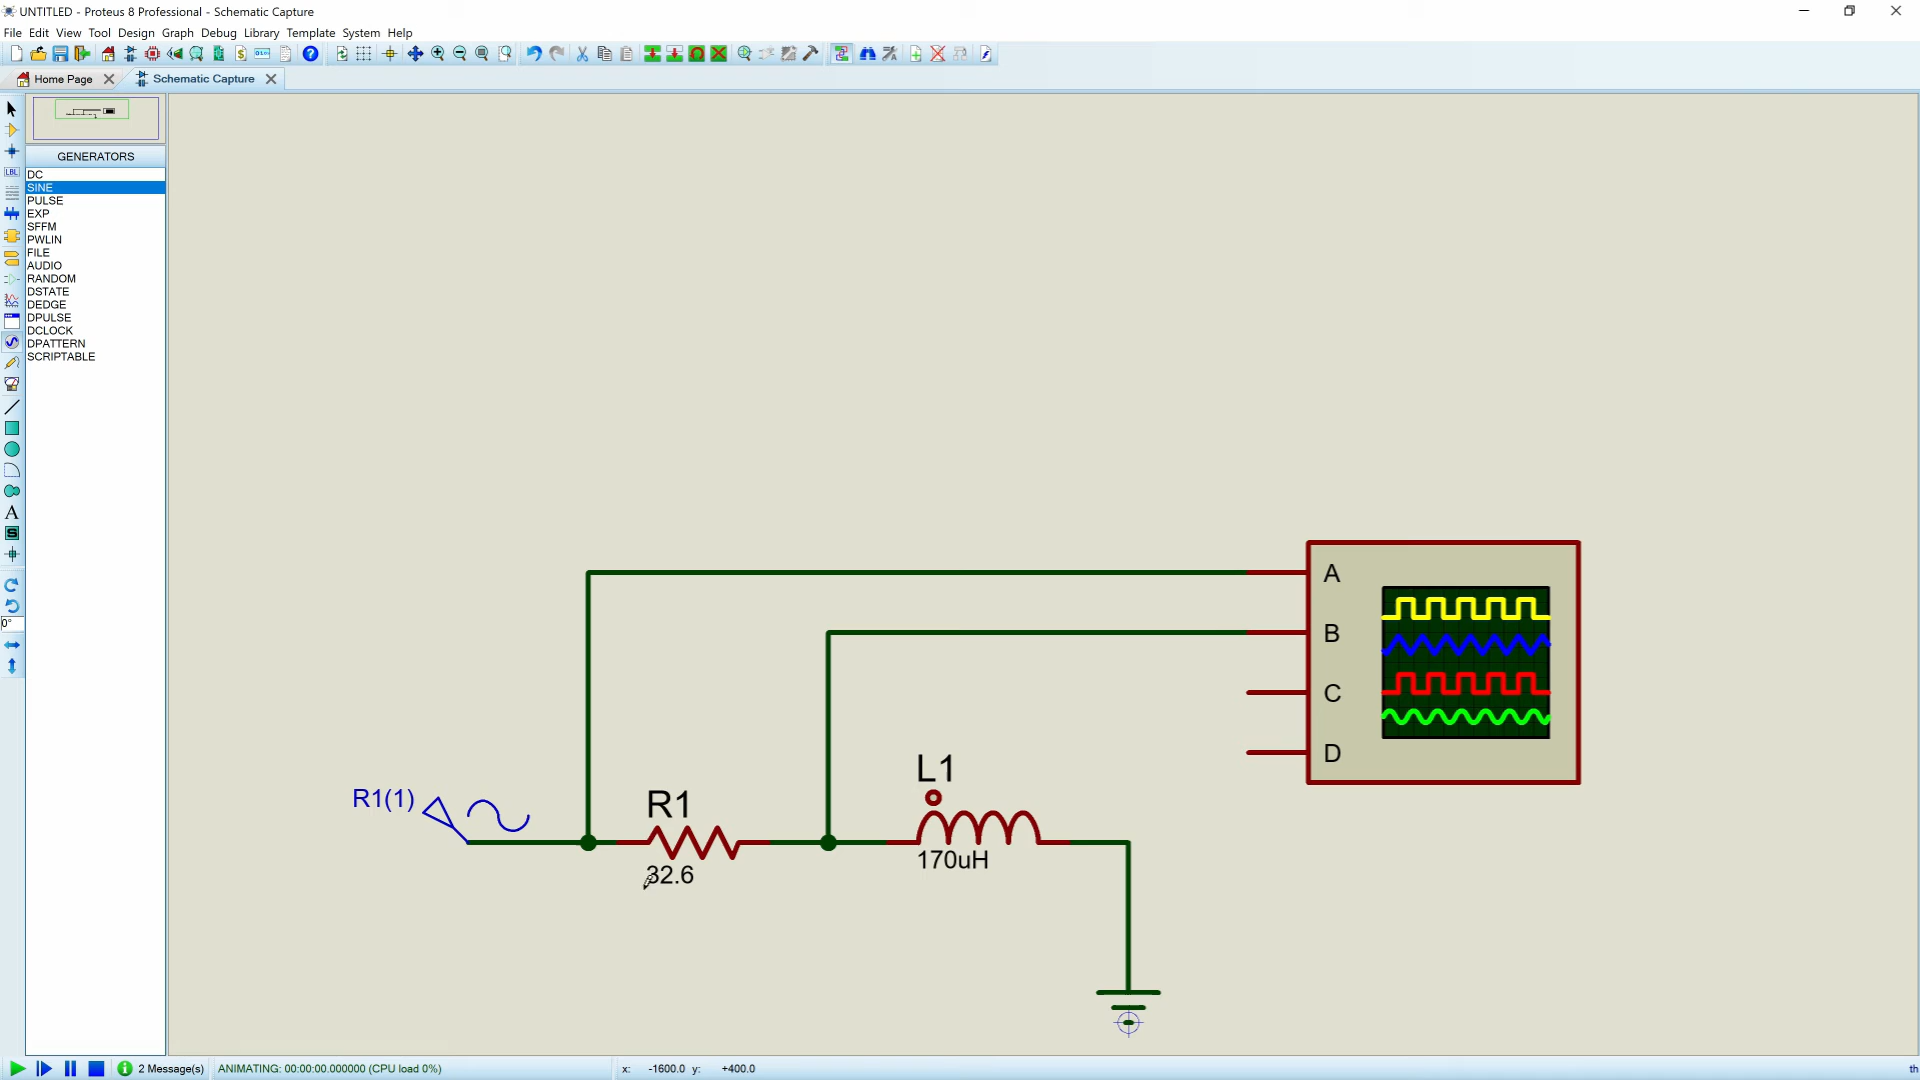 UNTITLED - Proteus 8 Professional - Schematic Capture
File Edit View Tool Design Graph Debug Library Template System Help
Home Page
Schematic Capture
GENERATORS
DC
SINE
PULSE
EXP
SFFM
PWLIN
FILE
AUDIO
RANDOM
DSTATE
DEDGE
DPULSE
DCLOCK
DPATTERN
SCRIPTABLE
LBL
A
S
0°
A
B
C
D
L1
R1(1)
R1
170uH
32.6
2 Message(s)
ANIMATING: 00:00:00.000000 (CPU load 0%)
x: -1600.0 y: +400.0
th